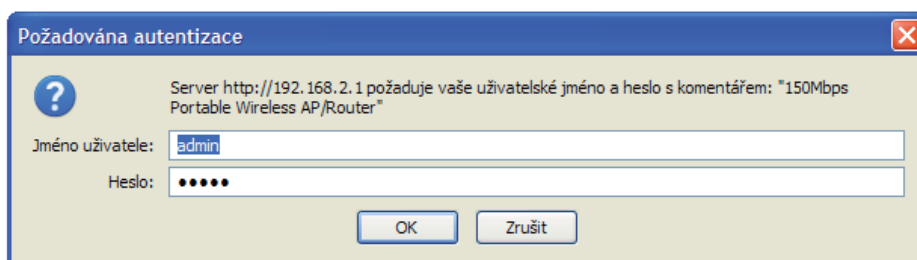 Požadována autentizace
Server http://192.168.2.1 požaduje vaše uživatelské jméno a heslo s komentářem: "150Mbps
Portable Wireless AP/Router"
Jméno uživatele: admin
Heslo: •••••
OK Zrušit